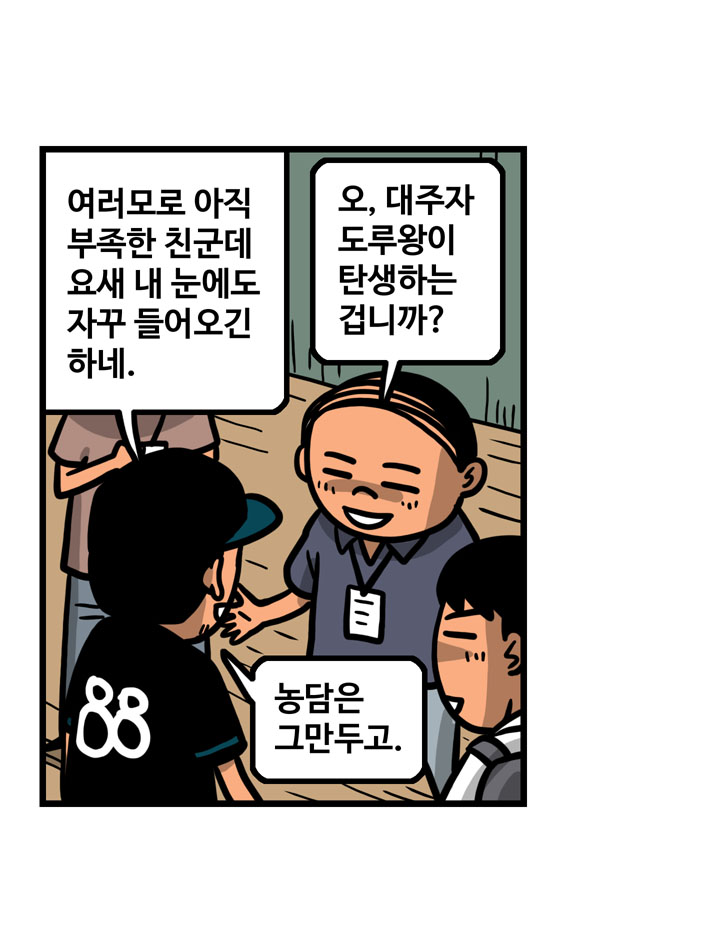 여러모로 아직
부족한 친군데
요새 내 눈에도
자꾸 들어오긴
하네.
오, 대주자
도루왕이
탄생하는
겁니까?
농담은
그만두고.
88